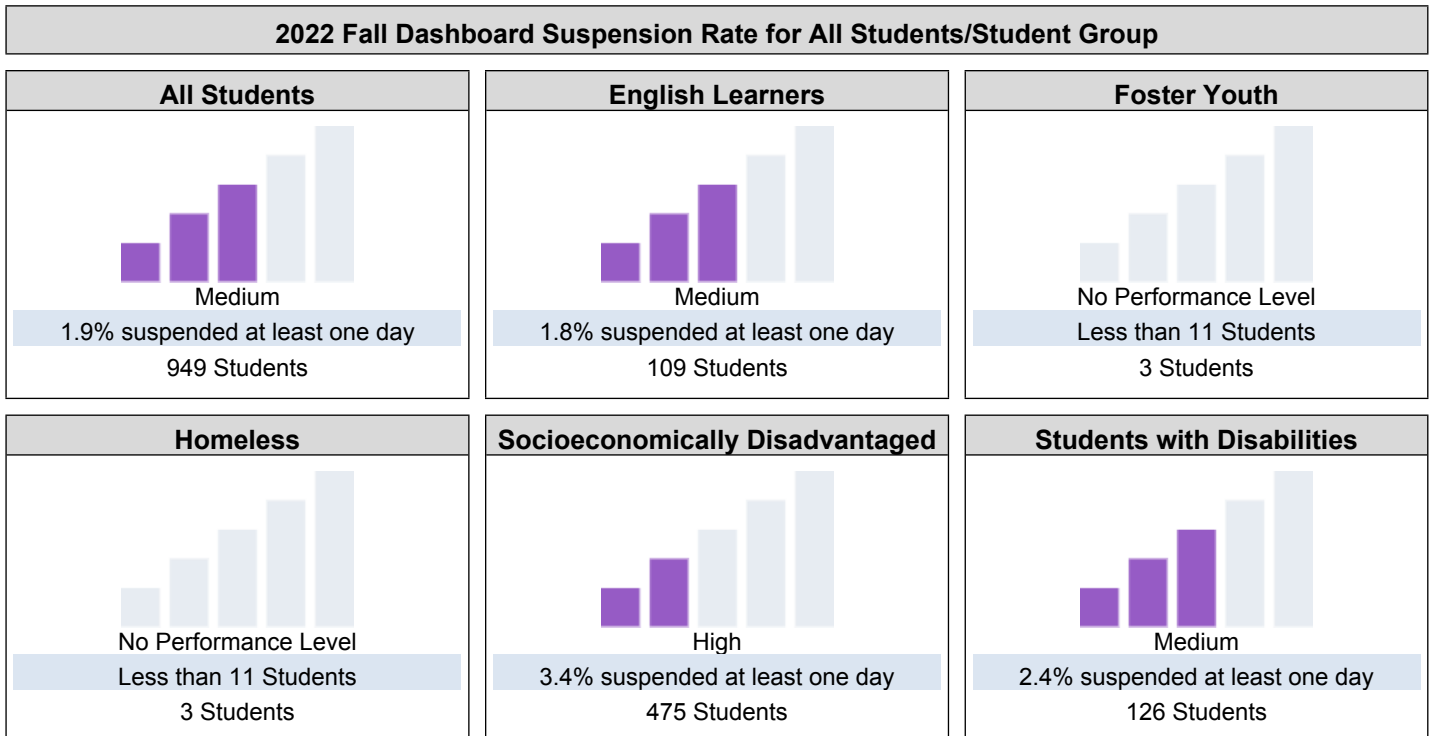 2022 Fall Dashboard Suspension Rate for All Students/Student Group
All Students
Medium
1.9% suspended at least one day
949 Students
English Learners
Medium
1.8% suspended at least one day
109 Students
Foster Youth
No Performance Level
Less than 11 Students
3 Students
Homeless
No Performance Level
Less than 11 Students
3 Students
Socioeconomically Disadvantaged
High
3.4% suspended at least one day
475 Students
Students with Disabilities
Medium
2.4% suspended at least one day
126 Students